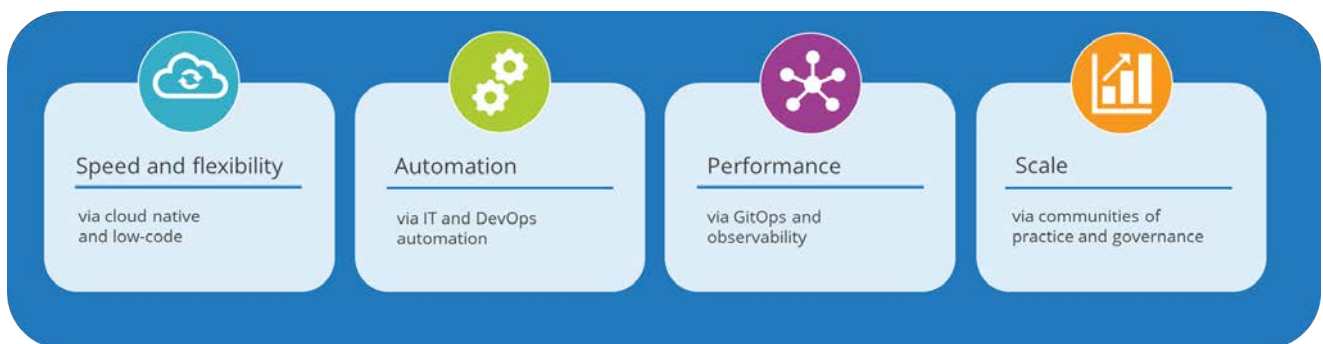 Speed and flexibility
via cloud native
and low-code
Automation
via IT and DevOps
automation
Performance
via GitOps and
observability
Scale
via communities of
practice and governance